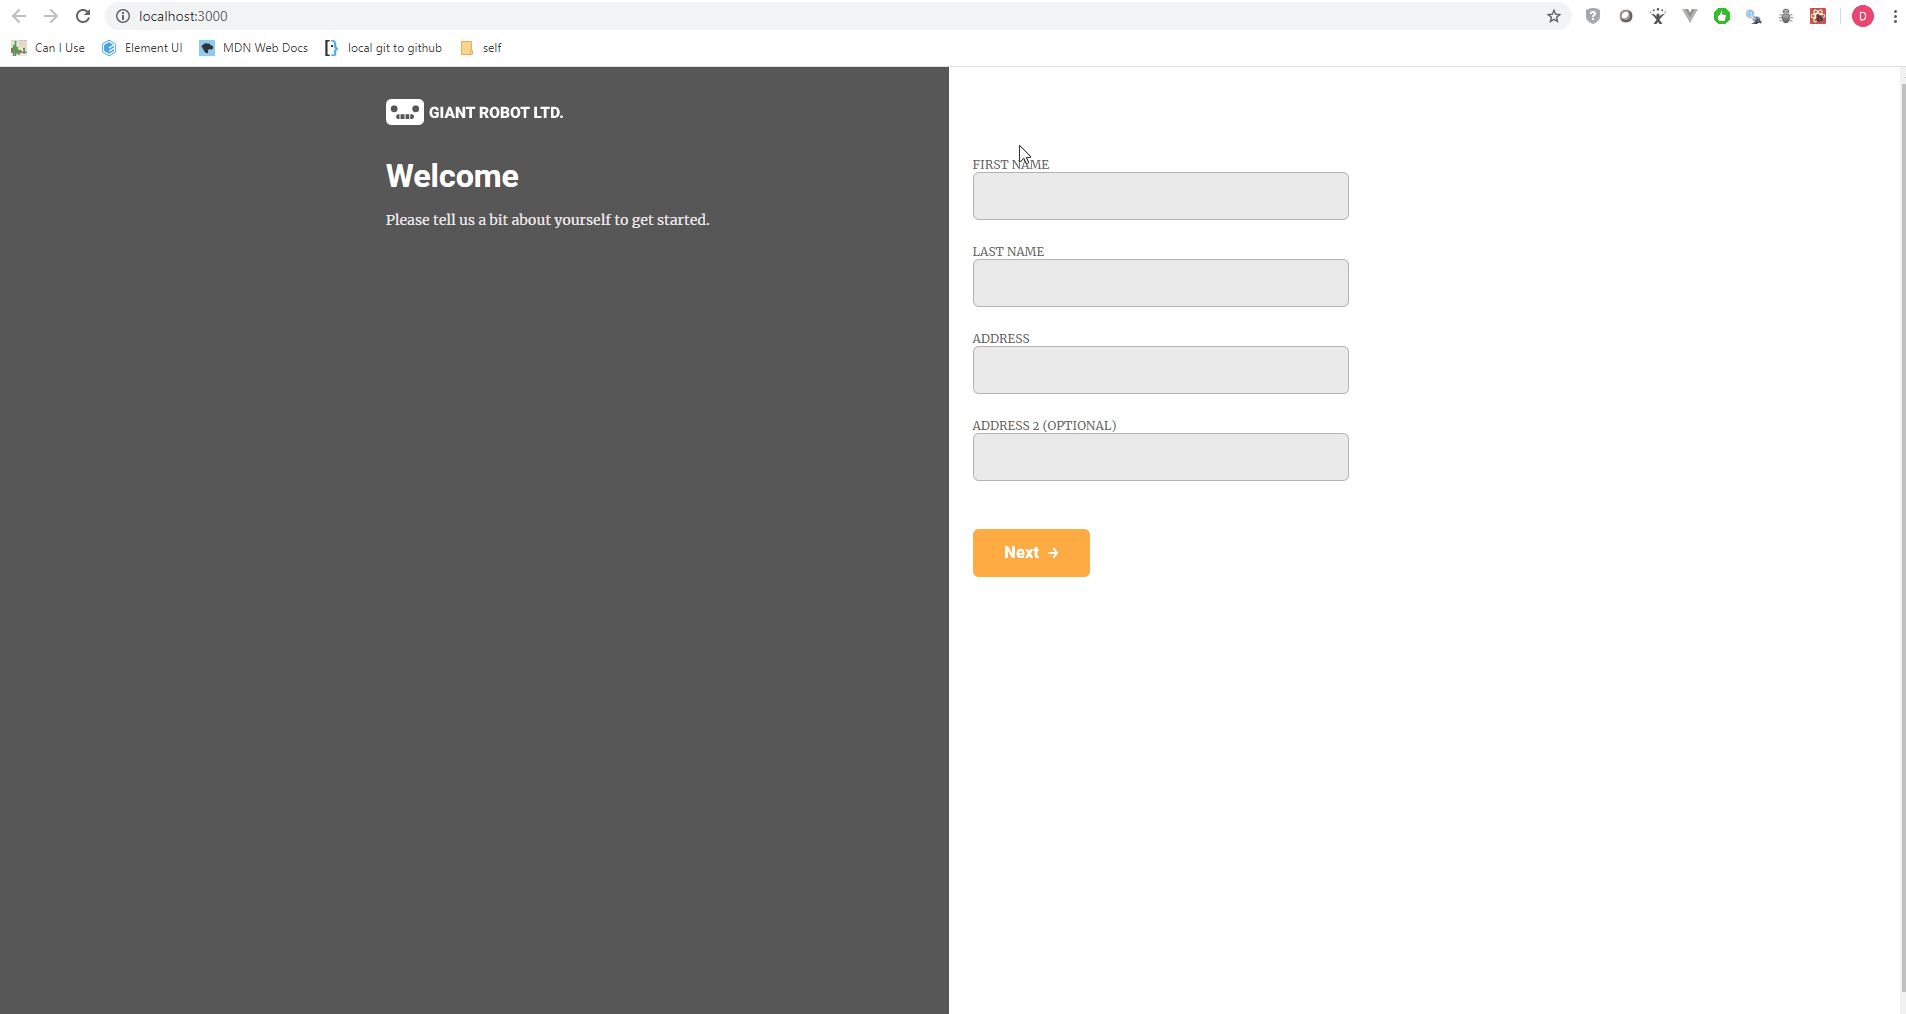 localhost:3000
D
Can I Use
Element UI
MDN Web Docs
local git to github
self
GIANT ROBOT LTD.
Welcome
Please tell us a bit about yourself to get started.
FIRST NAME
LAST NAME
ADDRESS
ADDRESS 2 (OPTIONAL)
Next →